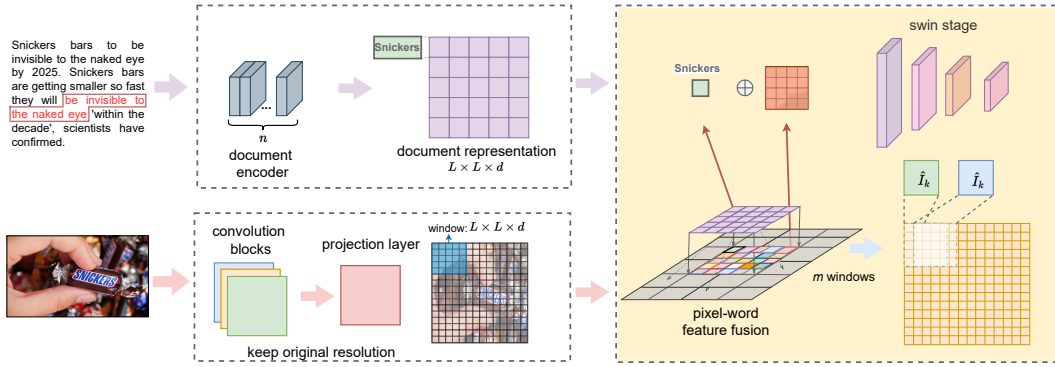 Snickers bars to be
invisible to the naked eye
by 2025. Snickers bars
are getting smaller so fast
they will be invisible to
the naked eye 'within the
decade', scientists have
confirmed.
...
n
document
encoder
Snickers
document representation
L × L × d
SNICKERS
convolution
blocks
projection layer
window: L × L × d
keep original resolution
swin stage
Snickers
Î_k
Î_k
m windows
pixel-word
feature fusion